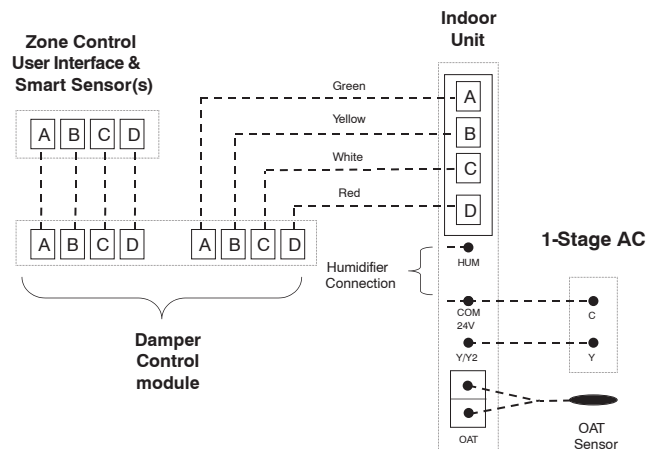 Indoor
Unit
Zone Control
User Interface &
Smart Sensor(s)
Green
A
Yellow
B
A B C D
White
C
Red
D
A B C D
A B C D
1-Stage AC
HUM
Humidifier
Connection
COM
24V
C
Damper
Control
module
Y/Y2
Y
OAT
OAT
Sensor